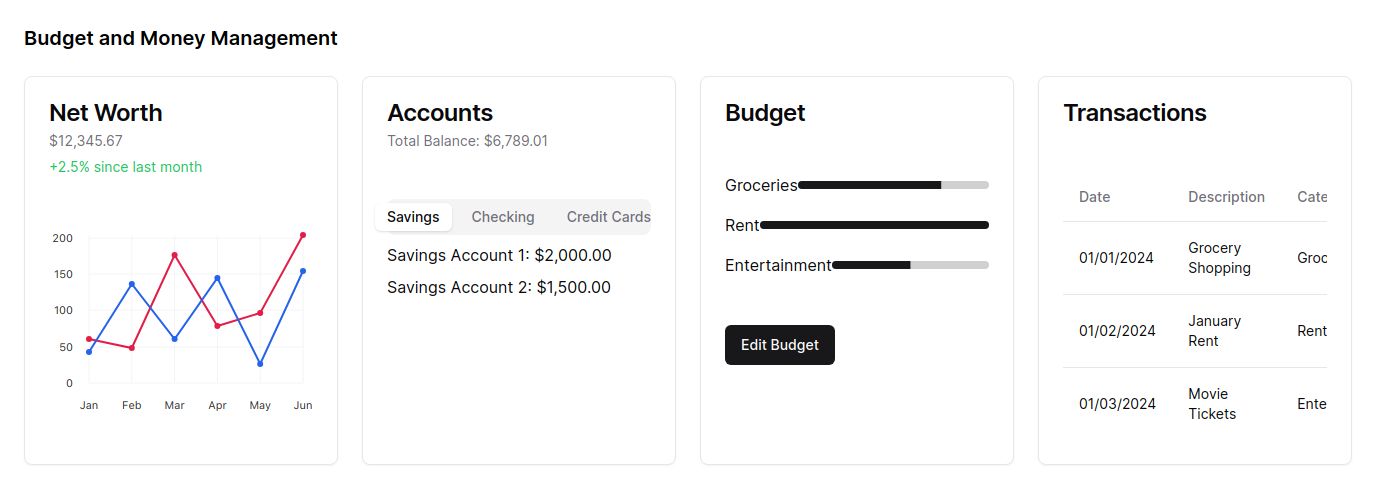 Budget and Money Management
Net Worth
$12,345.67
+2.5% since last month
200
150
100
50
0
Jan Feb Mar Apr May Jun
Accounts
Total Balance: $6,789.01
Savings Checking Credit Cards
Savings Account 1: $2,000.00
Savings Account 2: $1,500.00
Budget
Groceries
Rent
Entertainment
Edit Budget
Transactions
Date Description Cate
01/01/2024 Grocery Shopping Groc
01/02/2024 January Rent Rent
01/03/2024 Movie Tickets Ente